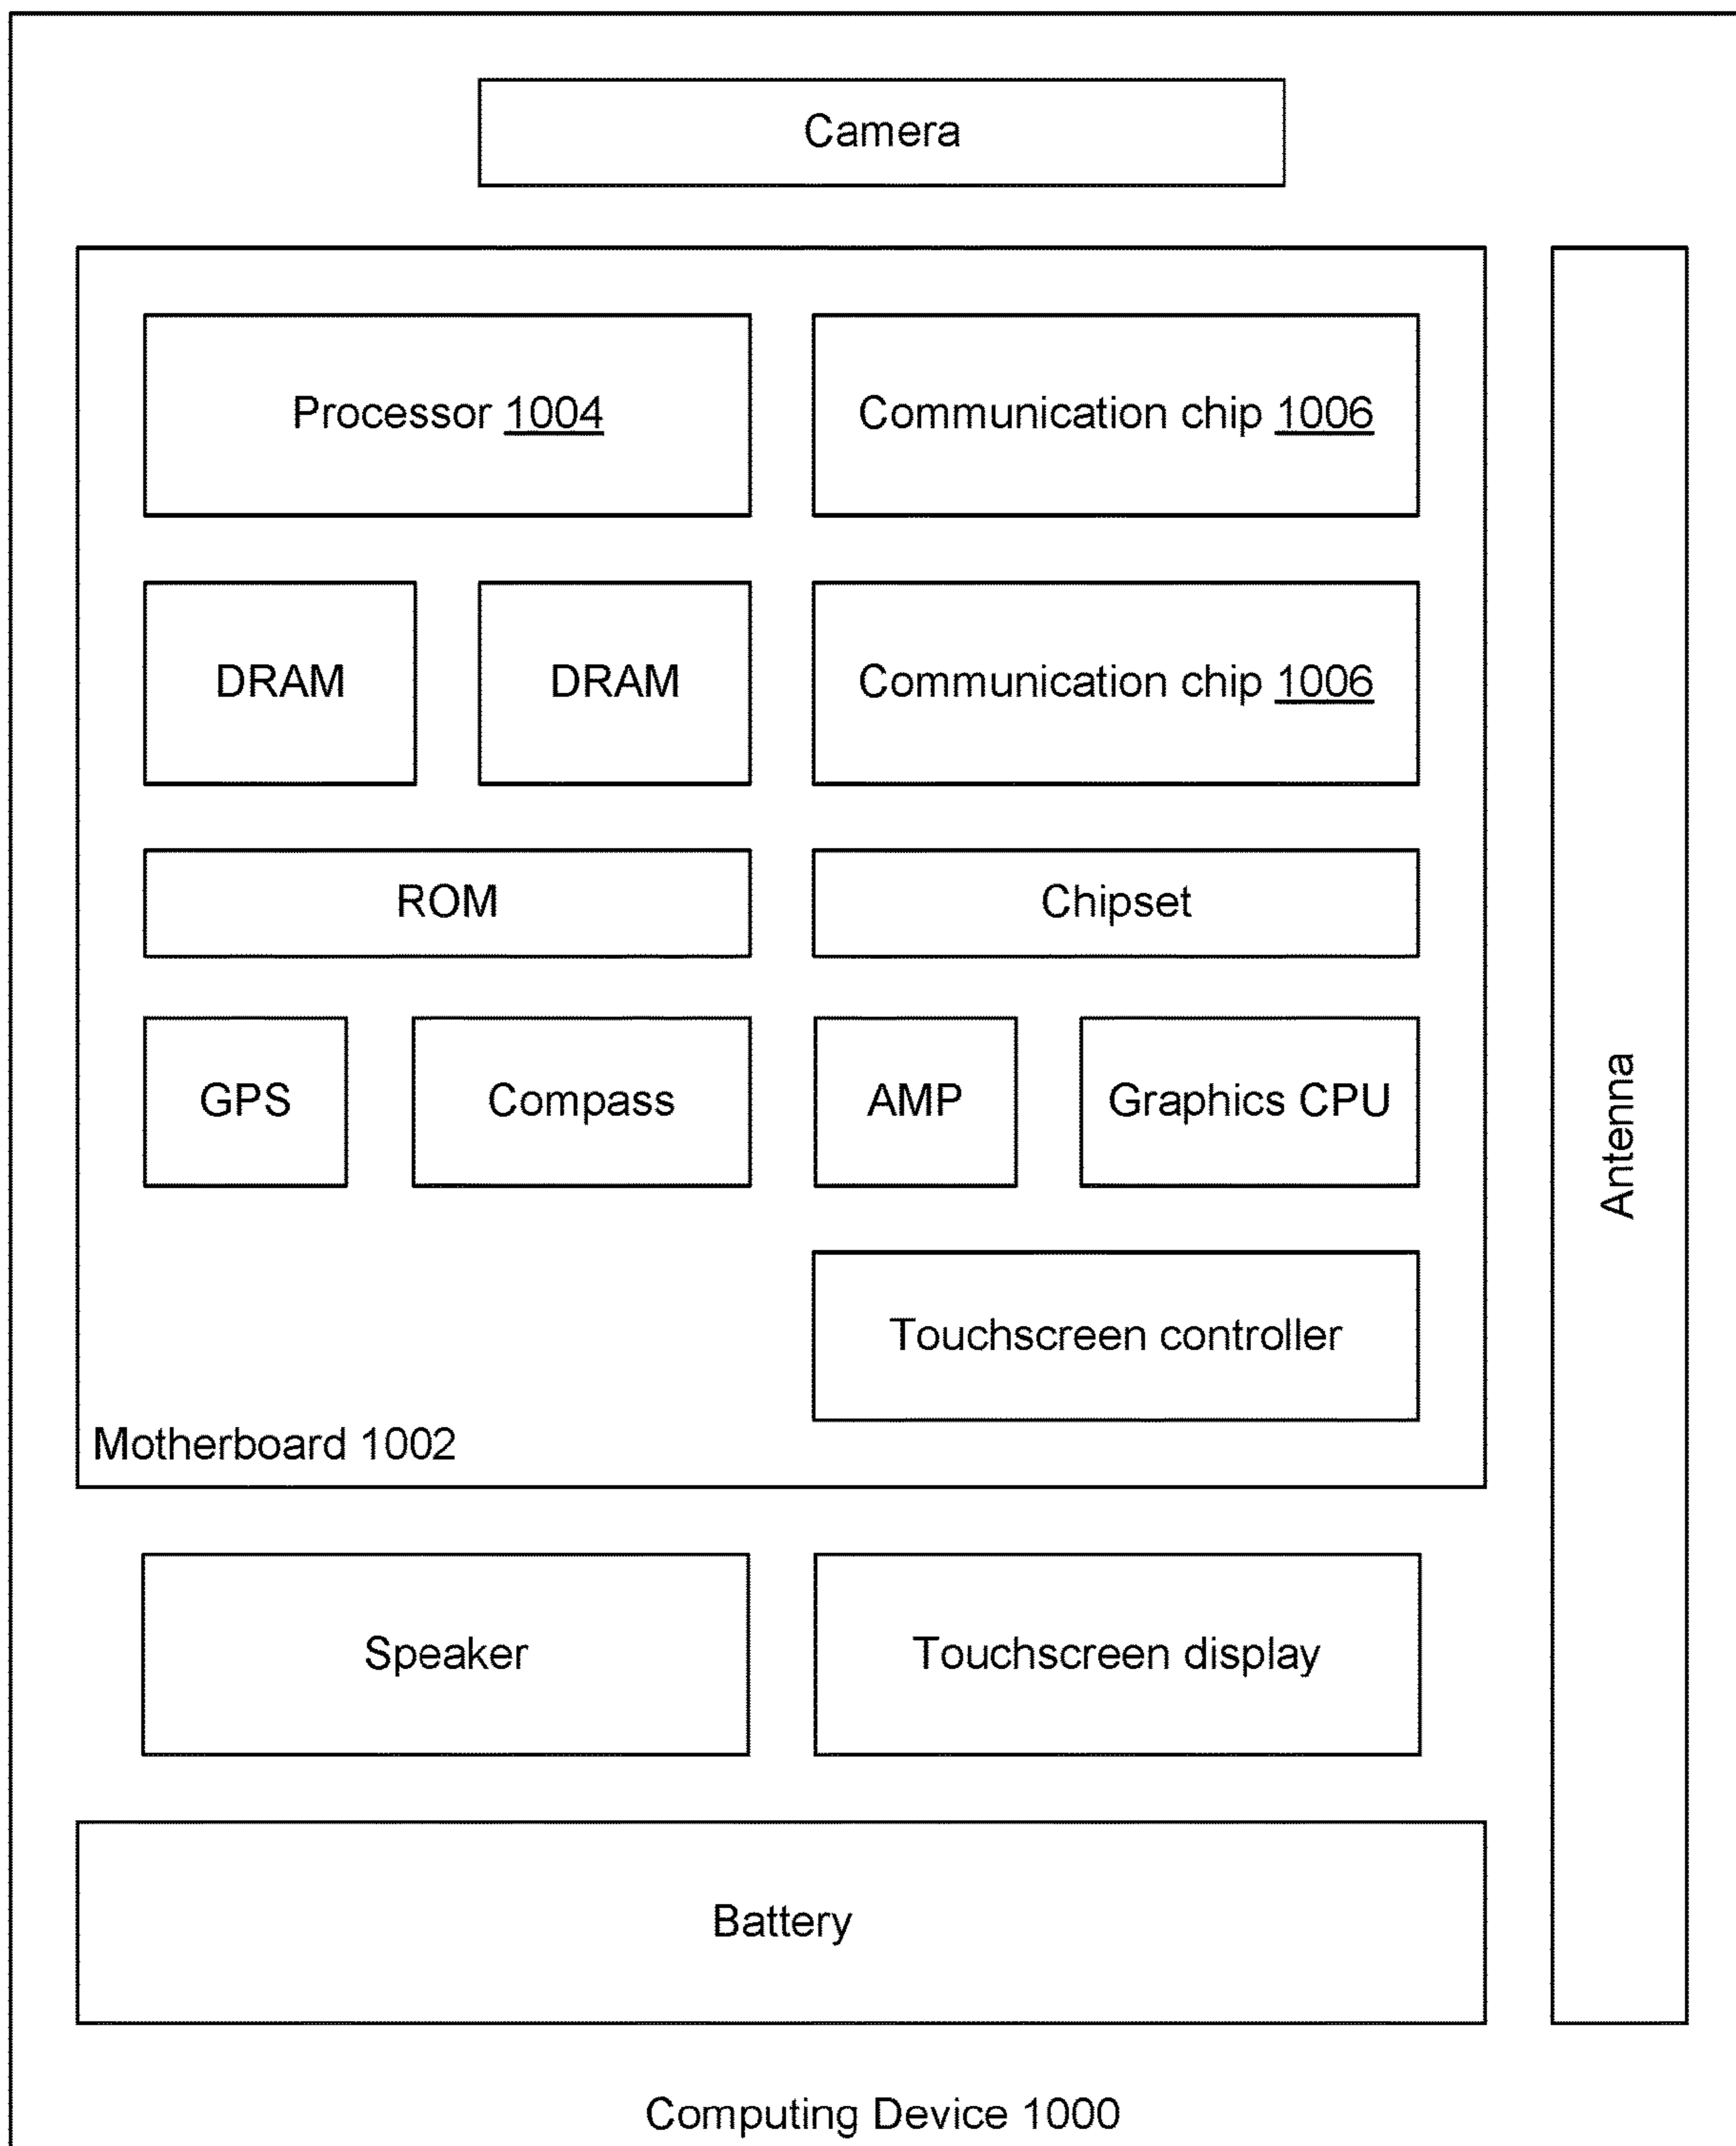 Camera
Processor 1004
Communication chip 1006
DRAM
DRAM
Communication chip 1006
ROM
Chipset
GPS
Compass
AMP
Graphics CPU
Antenna
Touchscreen controller
Motherboard 1002
Speaker
Touchscreen display
Battery
Computing Device 1000